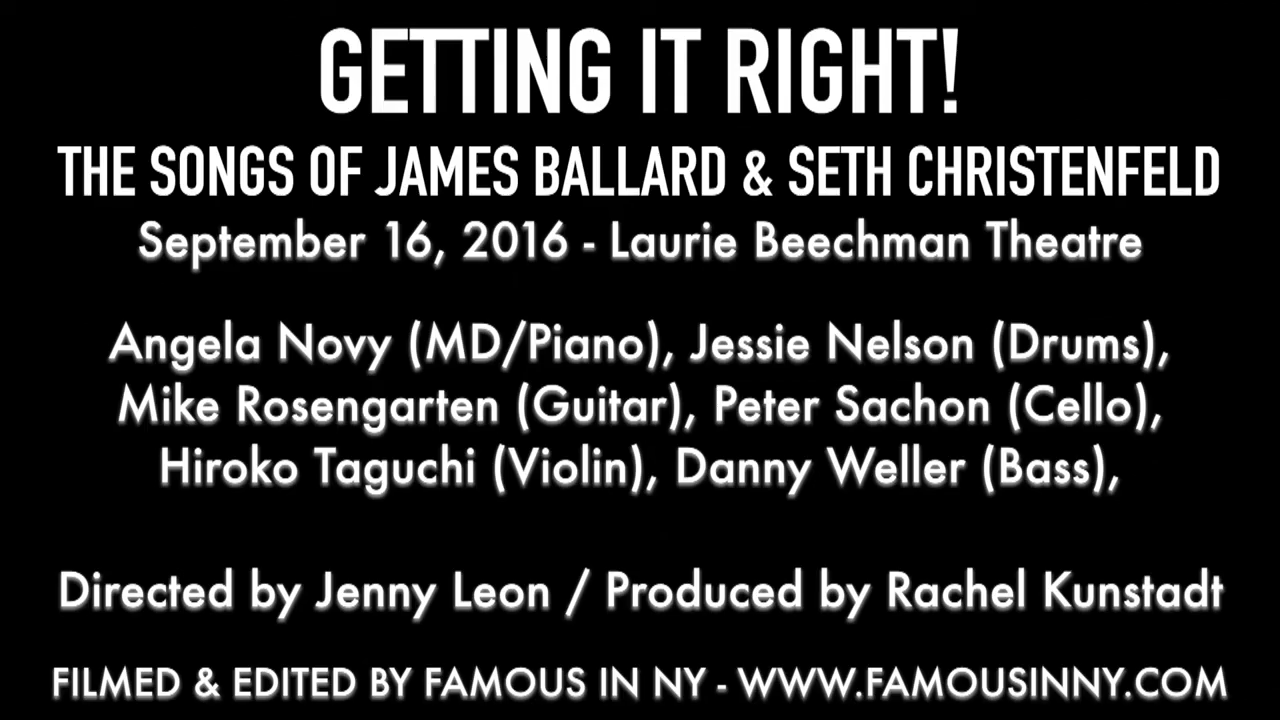 GETTING IT RIGHT!
THE SONGS OF JAMES BALLARD & SETH CHRISTENFELD
September 16, 2016 - Laurie Beechman Theatre
Angela Novy (MD/Piano), Jessie Nelson (Drums),
Mike Rosengarten (Guitar), Peter Sachon (Cello),
Hiroko Taguchi (Violin), Danny Weller (Bass),
Directed by Jenny Leon / Produced by Rachel Kunstadt
FILMED & EDITED BY FAMOUS IN NY - WWW.FAMOUSINNY.COM